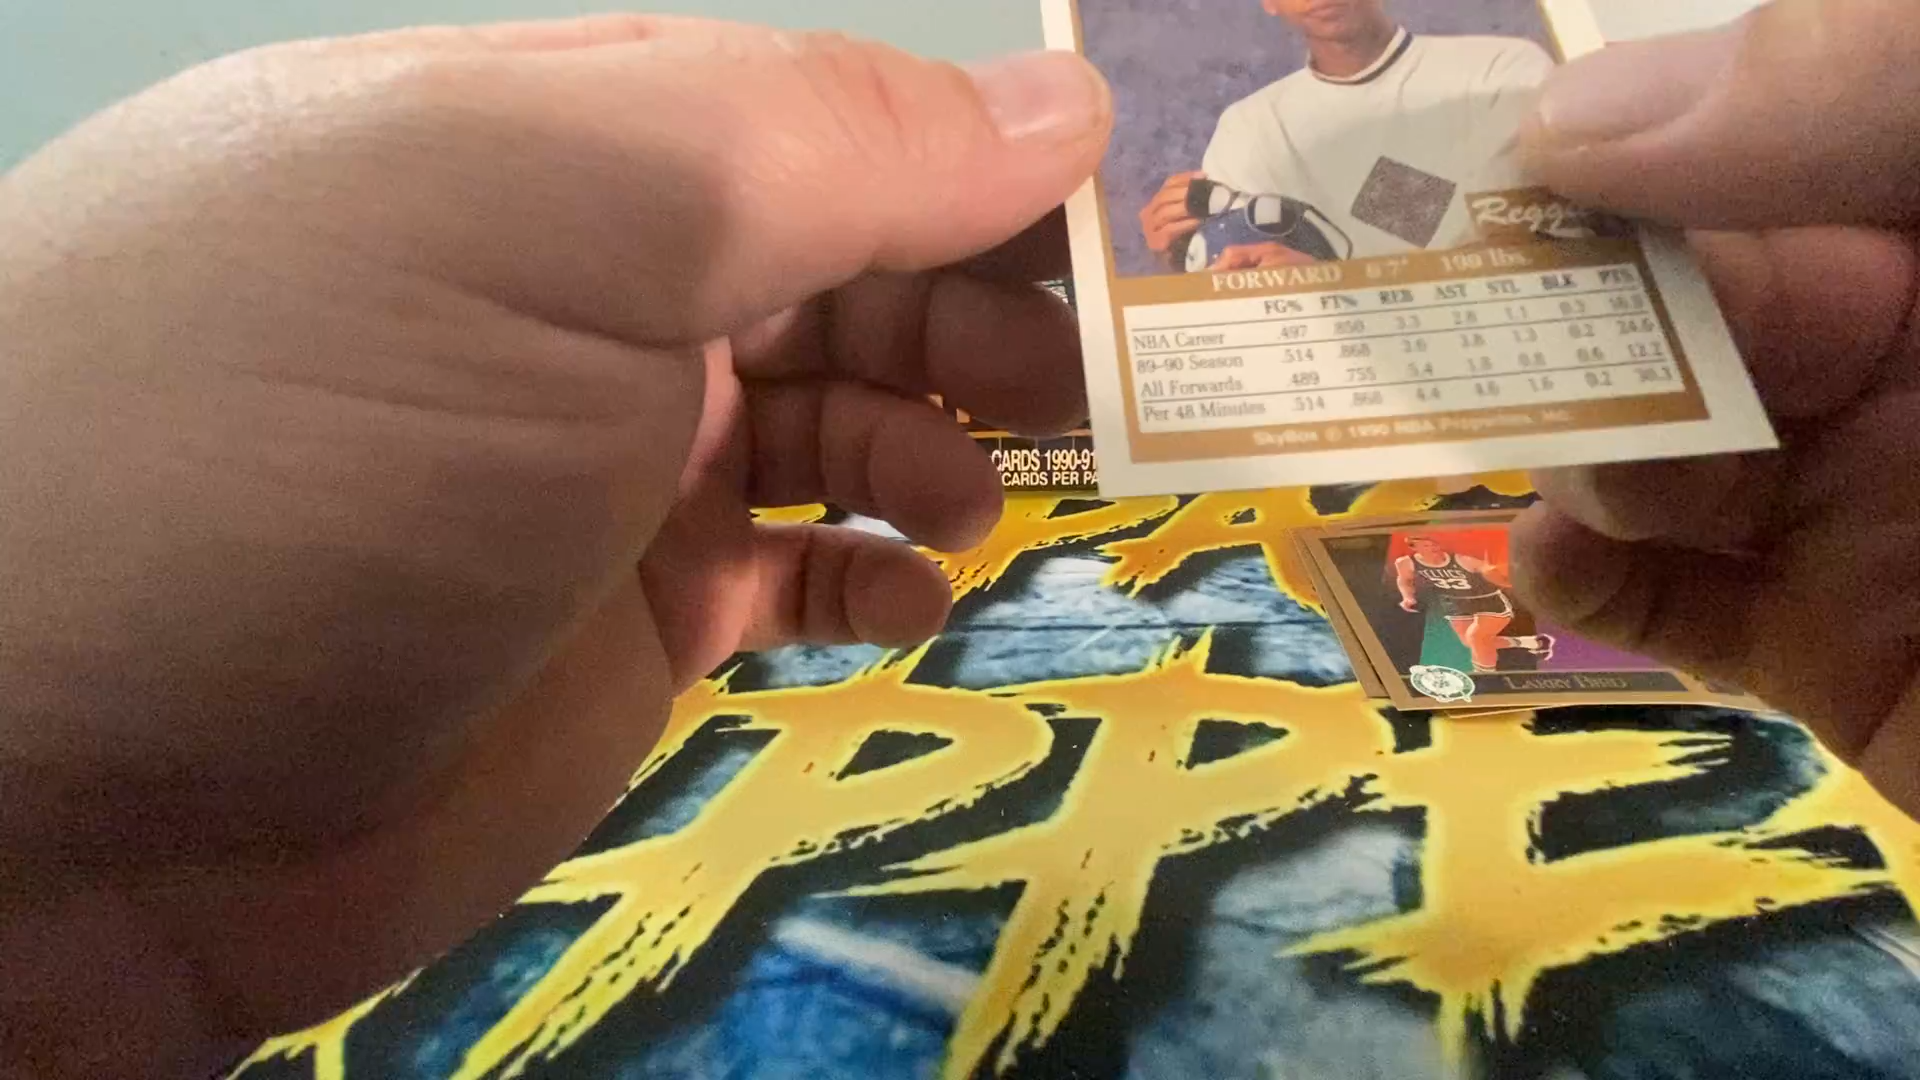 FORWARD 6'7" 190 lbs.
FG% FT% REB AST STL BLK PTS
NBA Career .497 .850 3.3 2.8 1.1 0.3
89-90 Season .514 .868 3.6 3.8 1.3 0.2 24.6
All Forwards .489 .755 5.4 1.8 0.8 0.6 12.2
Per 48 Minutes .514 .868 4.4 4.6 1.6 0.2 30.3
SkyBox © 1990 NBA Properties, Inc.
CARDS 1990-91
CARDS PER
CELTICS
33
LARRY BIRD